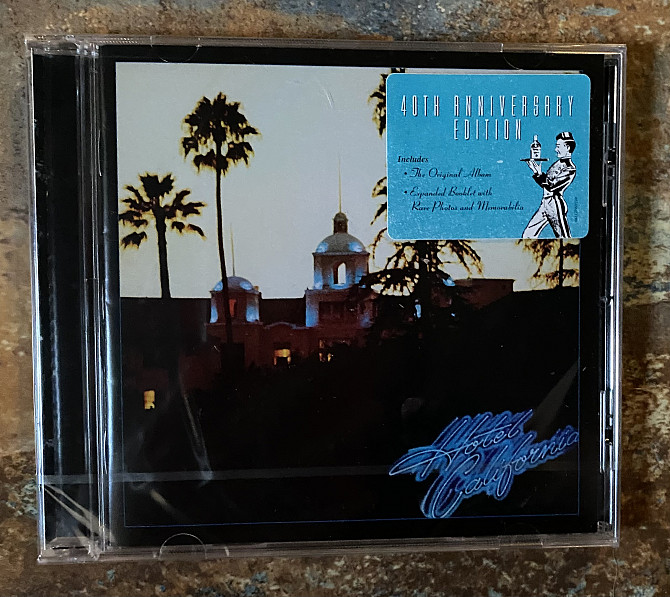 40TH ANNIVERSARY
EDITION
Includes
• The Original Album
• Expanded Booklet with
Rare Photos and Memorabilia
Hotel
California